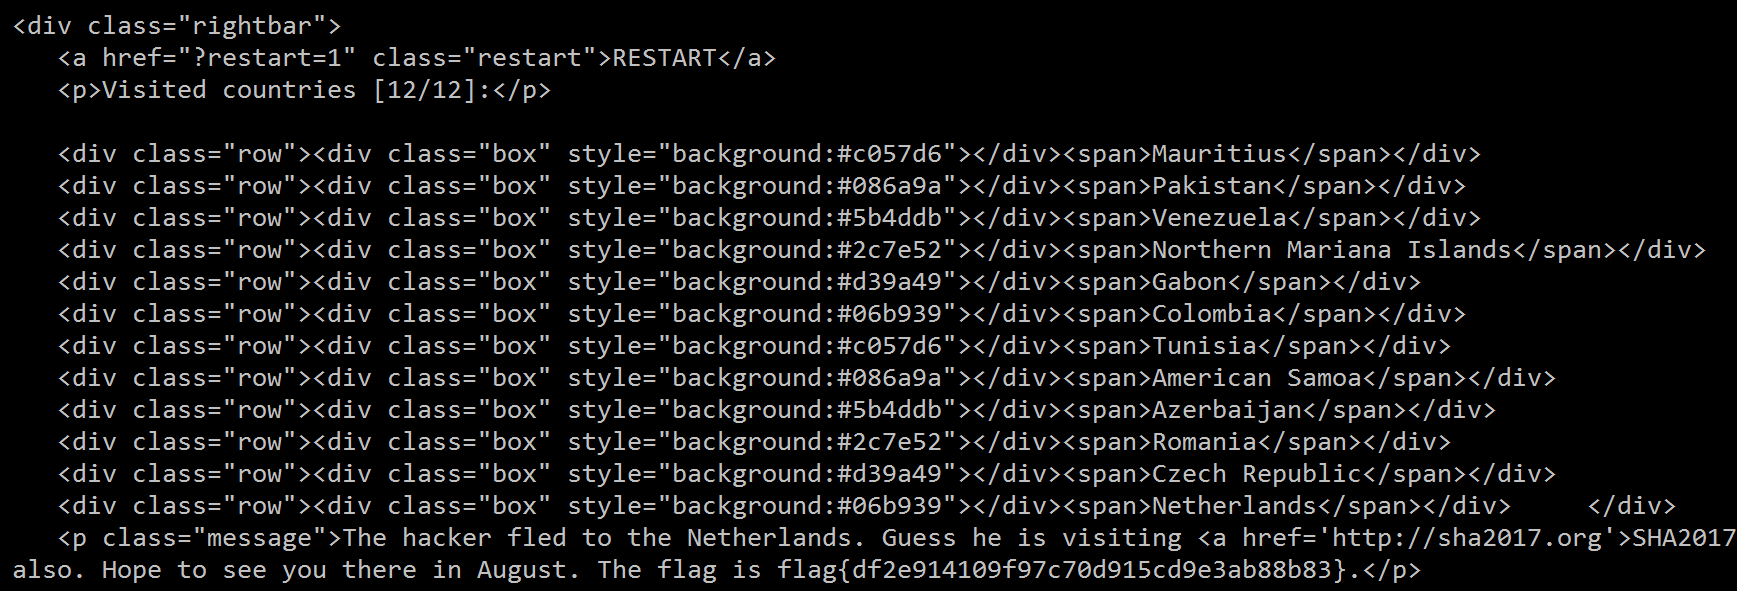 <div class="rightbar">
<a href="?restart=1" class="restart">RESTART</a>
<p>Visited countries [12/12]:</p>
<div class="row"><div class="box" style="background:#c057d6"></div><span>Mauritius</span></div>
<div class="row"><div class="box" style="background:#086a9a"></div><span>Pakistan</span></div>
<div class="row"><div class="box" style="background:#5b4ddb"></div><span>Venezuela</span></div>
<div class="row"><div class="box" style="background:#2c7e52"></div><span>Northern Mariana Islands</span></div>
<div class="row"><div class="box" style="background:#d39a49"></div><span>Gabon</span></div>
<div class="row"><div class="box" style="background:#06b939"></div><span>Colombia</span></div>
<div class="row"><div class="box" style="background:#c057d6"></div><span>Tunisia</span></div>
<div class="row"><div class="box" style="background:#086a9a"></div><span>American Samoa</span></div>
<div class="row"><div class="box" style="background:#5b4ddb"></div><span>Azerbaijan</span></div>
<div class="row"><div class="box" style="background:#2c7e52"></div><span>Romania</span></div>
<div class="row"><div class="box" style="background:#d39a49"></div><span>Czech Republic</span></div>
<div class="row"><div class="box" style="background:#06b939"></div><span>Netherlands</span></div>     </div>
<p class="message">The hacker fled to the Netherlands. Guess he is visiting <a href='http://sha2017.org'>SHA2017
also. Hope to see you there in August. The flag is flag{df2e914109f97c70d915cd9e3ab88b83}.</p>